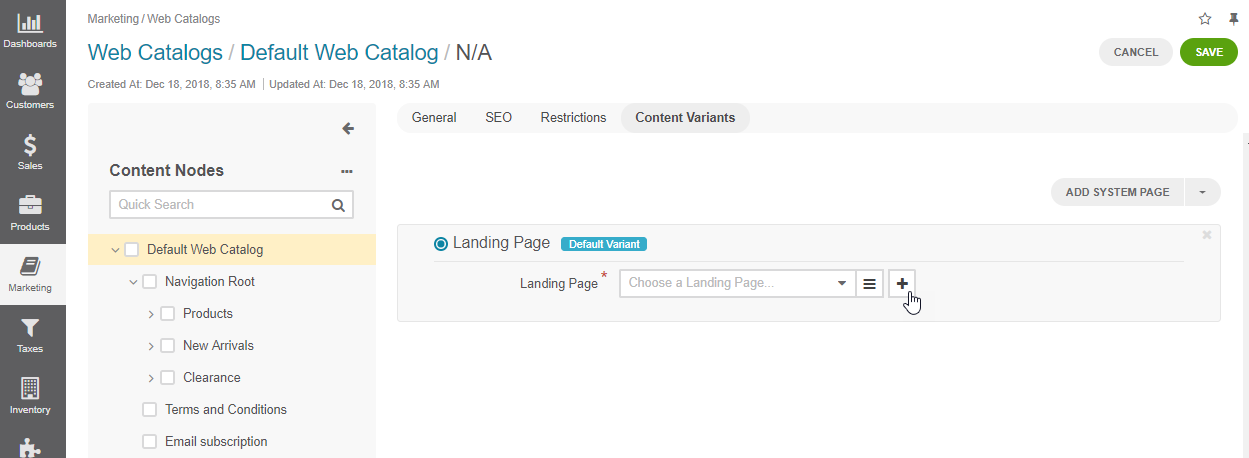 Marketing / Web Catalogs
Web Catalogs / Default Web Catalog / N/A
CANCEL
SAVE
Created At: Dec 18, 2018, 8:35 AM | Updated At: Dec 18, 2018, 8:35 AM
Dashboards
Customers
Sales
Products
Marketing
Taxes
Inventory
Content Nodes
Quick Search
Default Web Catalog
Navigation Root
Products
New Arrivals
Clearance
Terms and Conditions
Email subscription
General SEO Restrictions Content Variants
ADD SYSTEM PAGE
Landing Page Default Variant
Landing Page * Choose a Landing Page...